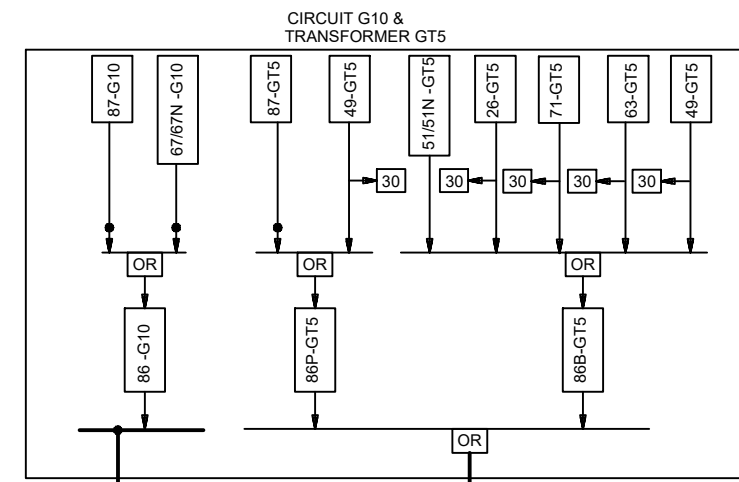 CIRCUIT G10 &
TRANSFORMER GT5
87-G10
67/67N -G10
87-GT5
49-GT5
51/51N -GT5
26-GT5
71-GT5
63-GT5
49-GT5
30
30
30
30
30
OR
OR
OR
86 -G10
86P-GT5
86B-GT5
OR